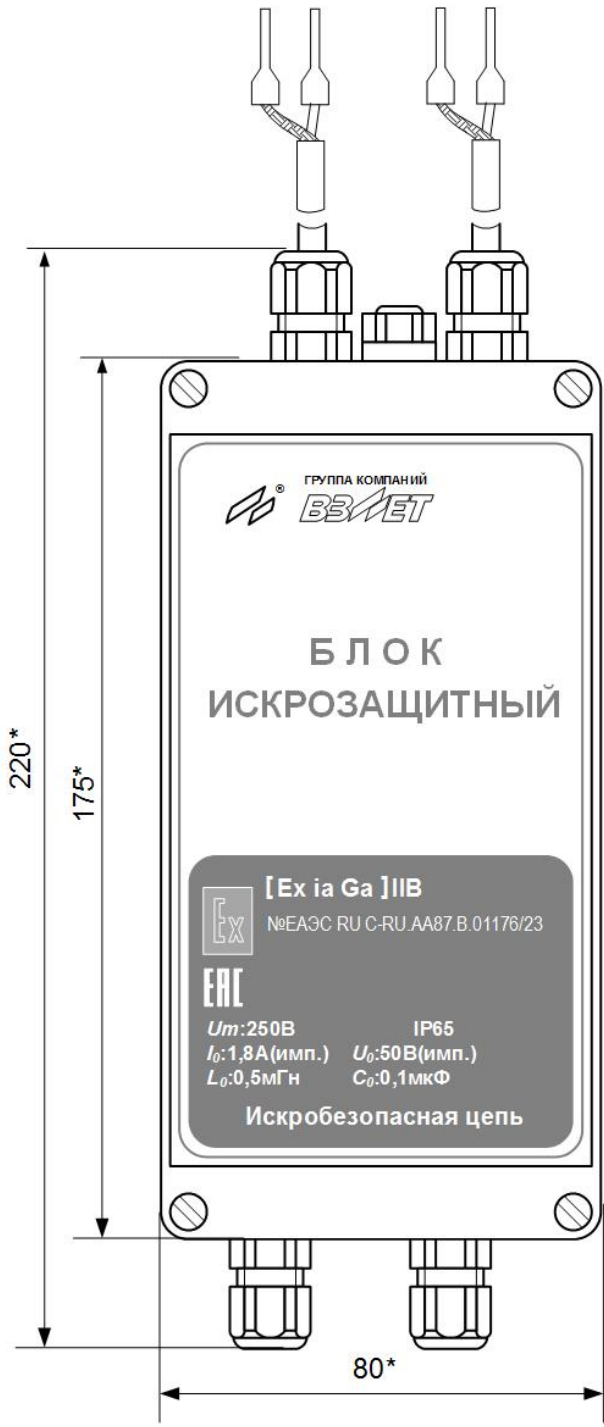 ГРУППА КОМПАНИЙ
® ВЗЛЕТ
БЛОК
ИСКРОЗАЩИТНЫЙ
220*
175*
[Ex ia Ga ]IIB
Ex
№ЕАЭС RU C-RU.AA87.B.01176/23
EAC
Um:250В IP65
I₀:1,8А(имп.) U₀:50В(имп.)
L₀:0,5мГн C₀:0,1мкФ
Искробезопасная цепь
80*